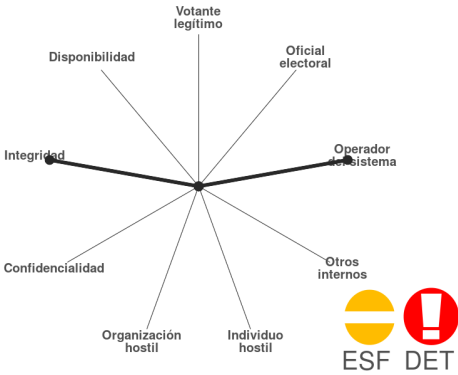 Votante
legítimo
Disponibilidad
Oficial
electoral
Integridad
Operador
del sistema
Confidencialidad
Otros
internos
Organización
hostil
Individuo
hostil
ESF
DET